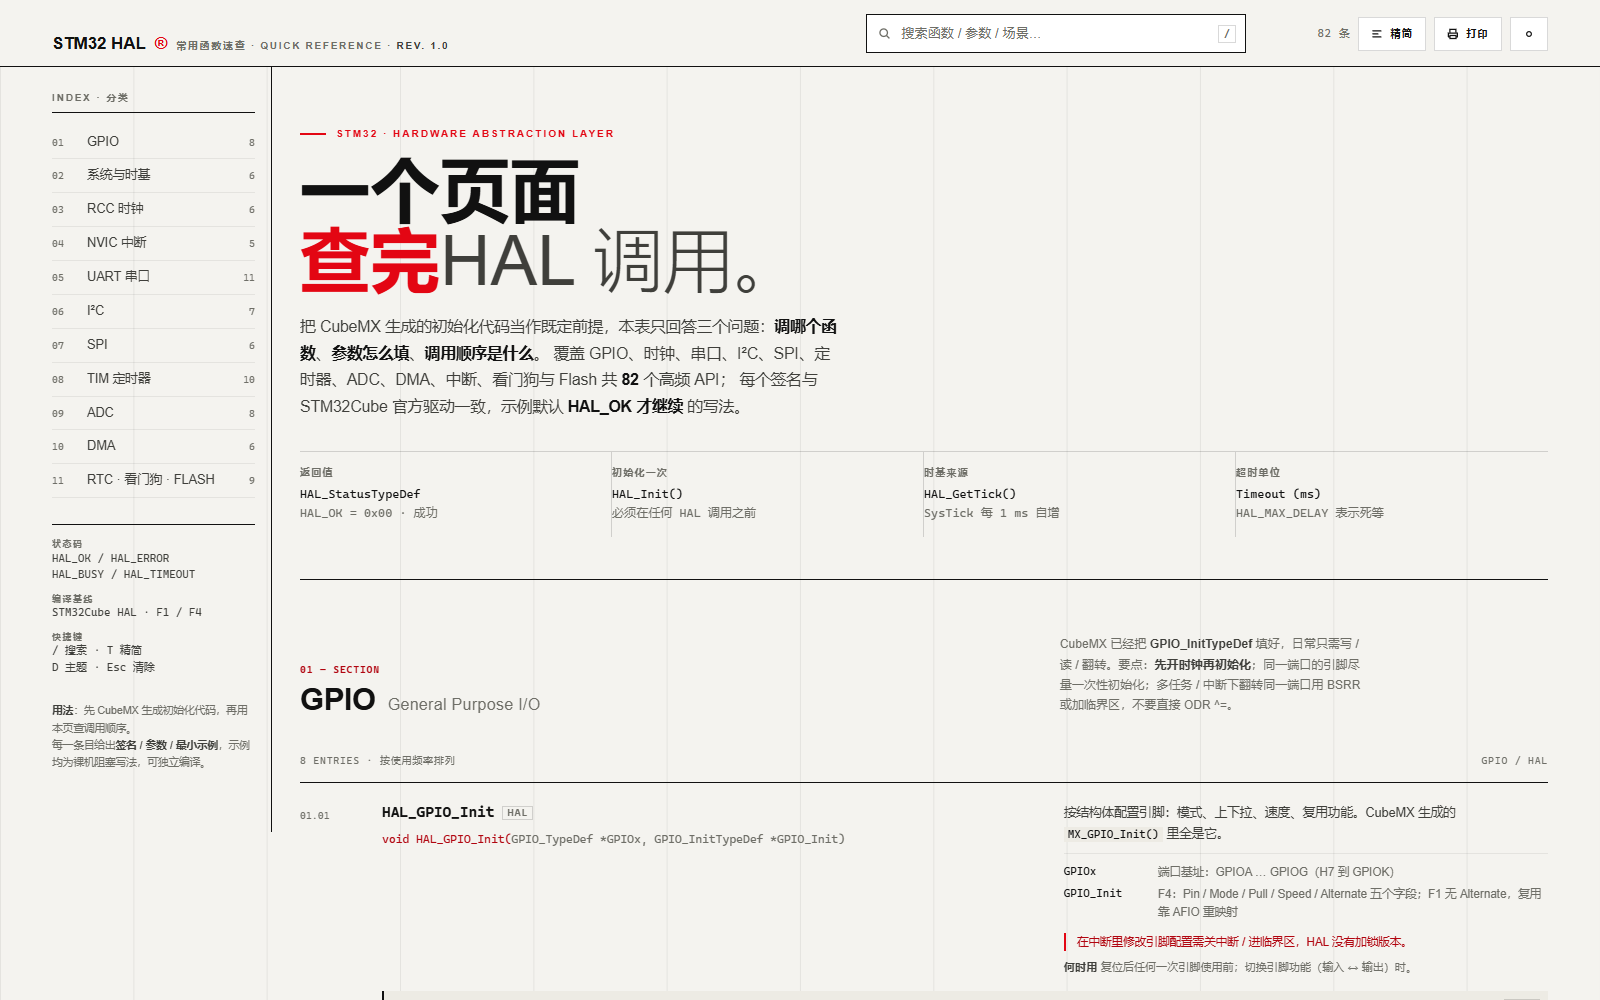 STM32 HAL ® 常用函数速查 · QUICK REFERENCE · REV. 1.0
搜索函数 / 参数 / 场景… /
82 条 精简 打印
INDEX · 分类
01 GPIO 8
02 系统与时基 6
03 RCC 时钟 6
04 NVIC 中断 5
05 UART 串口 11
06 I²C 7
07 SPI 6
08 TIM 定时器 10
09 ADC 8
10 DMA 6
11 RTC · 看门狗 · FLASH 9
状态码
HAL_OK / HAL_ERROR
HAL_BUSY / HAL_TIMEOUT
编译基线
STM32Cube HAL · F1 / F4
快捷键
/ 搜索 · T 精简
D 主题 · Esc 清除
用法：先 CubeMX 生成初始化代码，再用
本页查调用顺序。
每一条目给出签名 / 参数 / 最小示例，示例
均为裸机阻塞写法，可独立编译。
STM32 · HARDWARE ABSTRACTION LAYER
一个页面
查完HAL 调用。
把 CubeMX 生成的初始化代码当作既定前提，本表只回答三个问题：调哪个函
数、参数怎么填、调用顺序是什么。 覆盖 GPIO、时钟、串口、I²C、SPI、定
时器、ADC、DMA、中断、看门狗与 Flash 共 82 个高频 API； 每个签名与
STM32Cube 官方驱动一致，示例默认 HAL_OK 才继续 的写法。
返回值
HAL_StatusTypeDef
HAL_OK = 0x00 · 成功
初始化一次
HAL_Init()
必须在任何 HAL 调用之前
时基来源
HAL_GetTick()
SysTick 每 1 ms 自增
超时单位
Timeout (ms)
HAL_MAX_DELAY 表示死等
01 — SECTION
GPIO General Purpose I/O
CubeMX 已经把 GPIO_InitTypeDef 填好，日常只需写 /
读 / 翻转。要点：先开时钟再初始化；同一端口的引脚尽
量一次性初始化；多任务 / 中断下翻转同一端口用 BSRR
或加临界区，不要直接 ODR ^=。
8 ENTRIES · 按使用频率排列
GPIO / HAL
01.01
HAL_GPIO_Init HAL
void HAL_GPIO_Init(GPIO_TypeDef *GPIOx, GPIO_InitTypeDef *GPIO_Init)
按结构体配置引脚：模式、上下拉、速度、复用功能。CubeMX 生成的
MX_GPIO_Init() 里全是它。
GPIOx 端口基址：GPIOA … GPIOG（H7 到 GPIOK）
GPIO_Init F4：Pin / Mode / Pull / Speed / Alternate 五个字段；F1 无 Alternate，复用
靠 AFIO 重映射
在中断里修改引脚配置需关中断 / 进临界区，HAL 没有加锁版本。
何时用 复位后任何一次引脚使用前；切换引脚功能（输入 ↔ 输出）时。